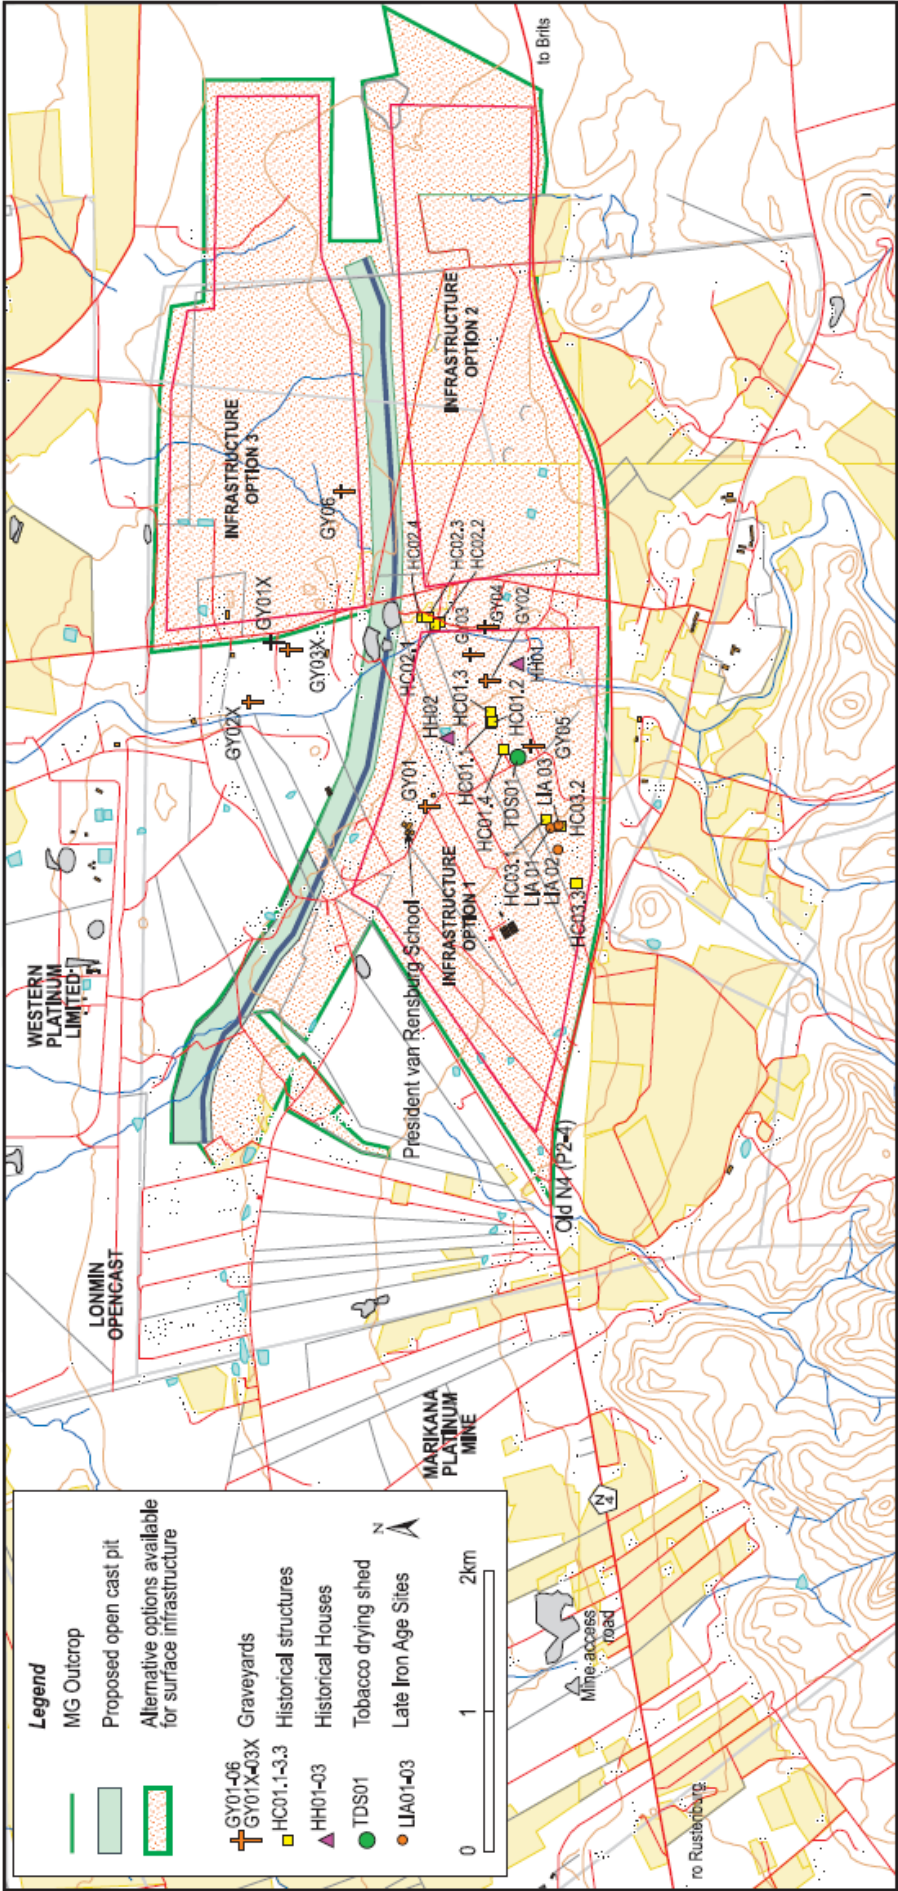 Legend
MG Outcrop
Proposed open cast pit
Alternative options available
for surface infrastructure
GY01-06
GY01X-03X
Graveyards
HC01.1-3.3
Historical structures
HH01-03
Historical Houses
TDS01
Tobacco drying shed
LIA01-03
Late Iron Age Sites
N
0
1
2km
LONMIN
OPENCAST
WESTERN
PLATINUM
LIMITED
MARIKANA
PLATINUM
MINE
N
4
Mine access
road
ro Rustenburg
Old N4 (P2-4)
to Brits
President van Rensburg School
INFRASTRUCTURE
OPTION 1
INFRASTRUCTURE
OPTION 2
INFRASTRUCTURE
OPTION 3
GY02X
GY03X
GY01X
GY06
GY01
HH02
HC02.1
HC02.4
HC02.3
HC02.2
GY03
GY04
GY02
HC01.3
HC01.2
HH01
HC01.1
HC01.4
TDS01
GY05
HC03.1
LIA 01
LIA 02
LIA 03
HC03.2
HC03.3